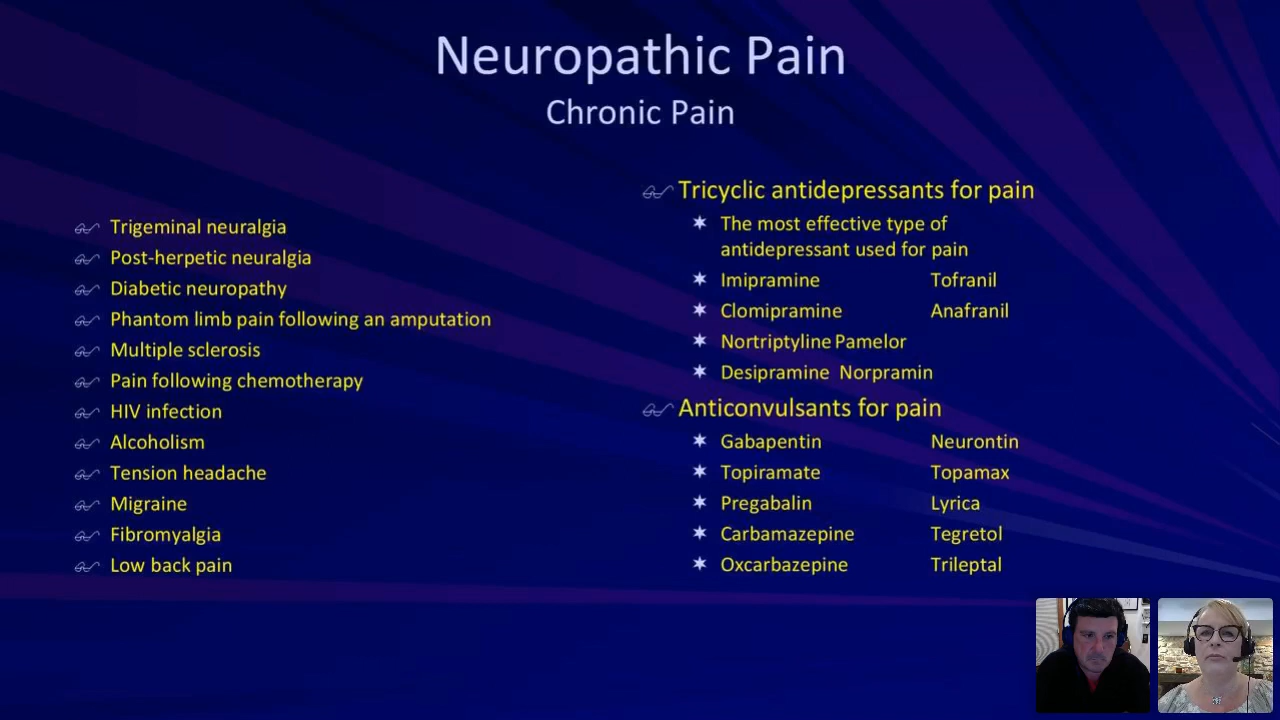 Neuropathic Pain
Chronic Pain
Trigeminal neuralgia
Post-herpetic neuralgia
Diabetic neuropathy
Phantom limb pain following an amputation
Multiple sclerosis
Pain following chemotherapy
HIV infection
Alcoholism
Tension headache
Migraine
Fibromyalgia
Low back pain
Tricyclic antidepressants for pain
The most effective type of
antidepressant used for pain
Imipramine Tofranil
Clomipramine Anafranil
Nortriptyline Pamelor
Desipramine Norpramin
Anticonvulsants for pain
Gabapentin Neurontin
Topiramate Topamax
Pregabalin Lyrica
Carbamazepine Tegretol
Oxcarbazepine Trileptal